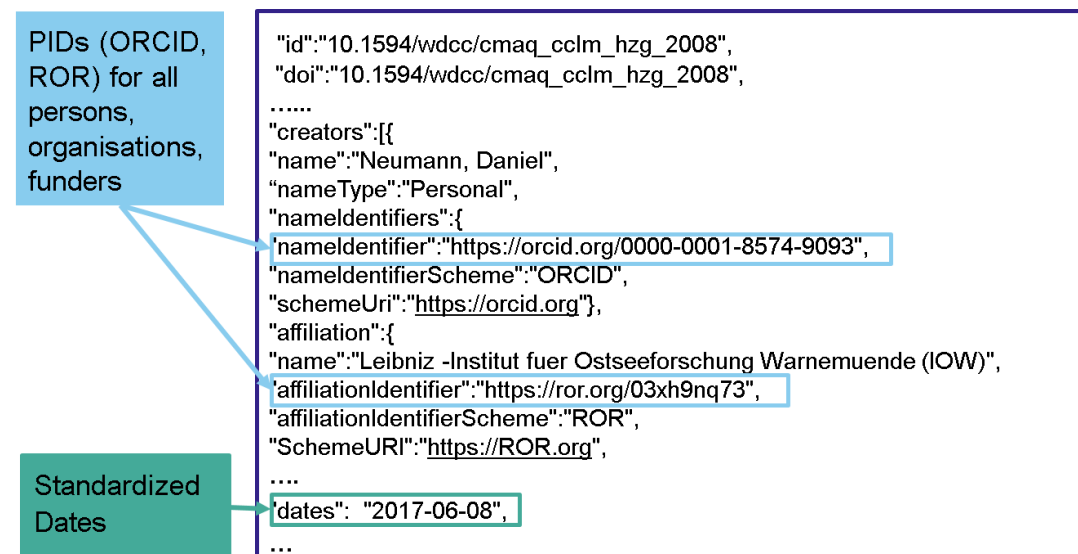 PIDs (ORCID,
ROR) for all
persons,
organisations,
funders
"id":"10.1594/wdcc/cmaq_cclm_hzg_2008",
"doi":"10.1594/wdcc/cmaq_cclm_hzg_2008",
......
"creators":[{
"name":"Neumann, Daniel",
“nameType":"Personal",
"nameIdentifiers":{
"nameIdentifier":"https://orcid.org/0000-0001-8574-9093",
"nameIdentifierScheme":"ORCID",
"schemeUri":"https://orcid.org"},
"affiliation":{
"name":"Leibniz -Institut fuer Ostseeforschung Warnemuende (IOW)",
"affiliationIdentifier":"https://ror.org/03xh9nq73",
"affiliationIdentifierScheme":"ROR",
"SchemeURI":"https://ROR.org",
....
Standardized
Dates
"dates": "2017-06-08",
...